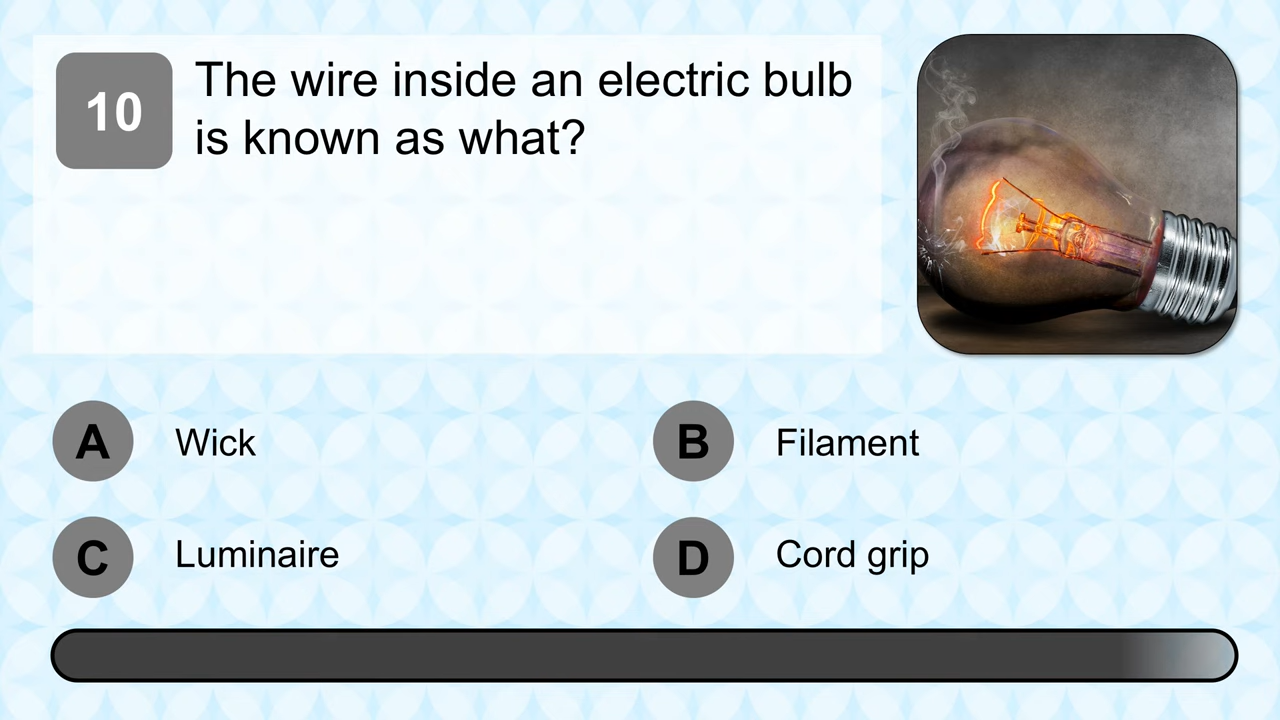 10
The wire inside an electric bulb
is known as what?
A Wick
B Filament
C Luminaire
D Cord grip